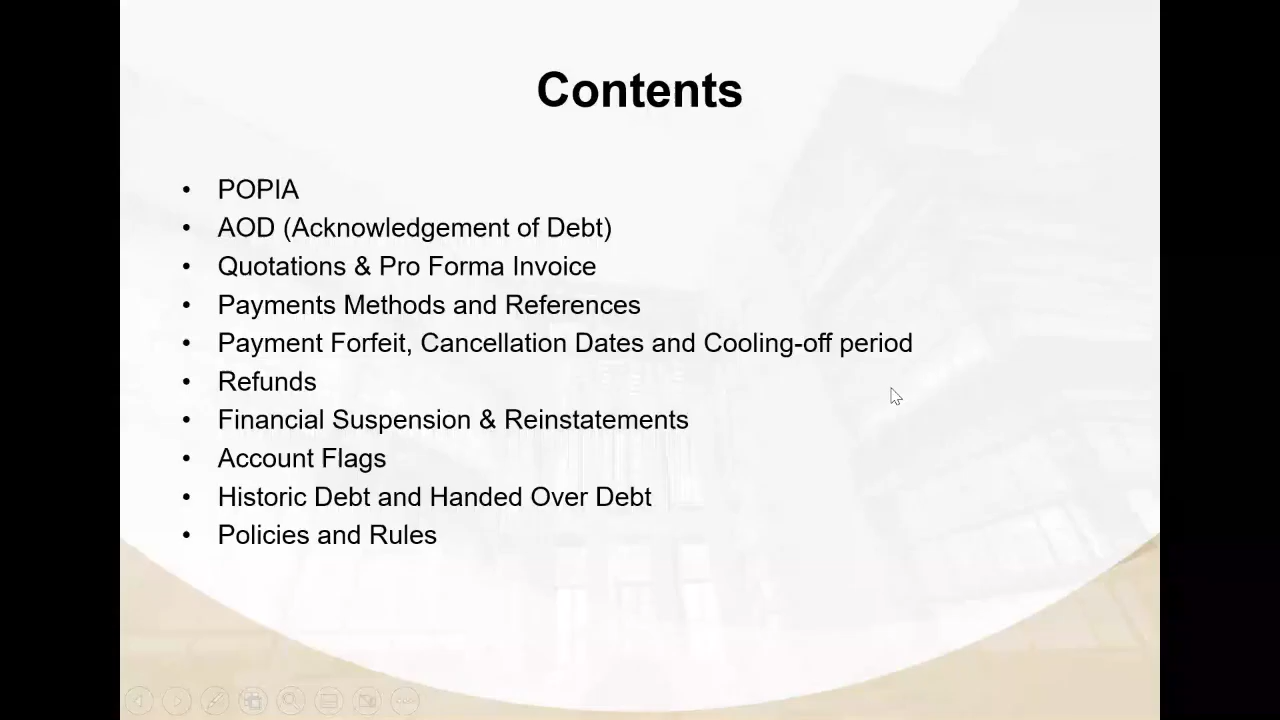 Contents
• POPIA
• AOD (Acknowledgement of Debt)
• Quotations & Pro Forma Invoice
• Payments Methods and References
• Payment Forfeit, Cancellation Dates and Cooling-off period
• Refunds
• Financial Suspension & Reinstatements
• Account Flags
• Historic Debt and Handed Over Debt
• Policies and Rules